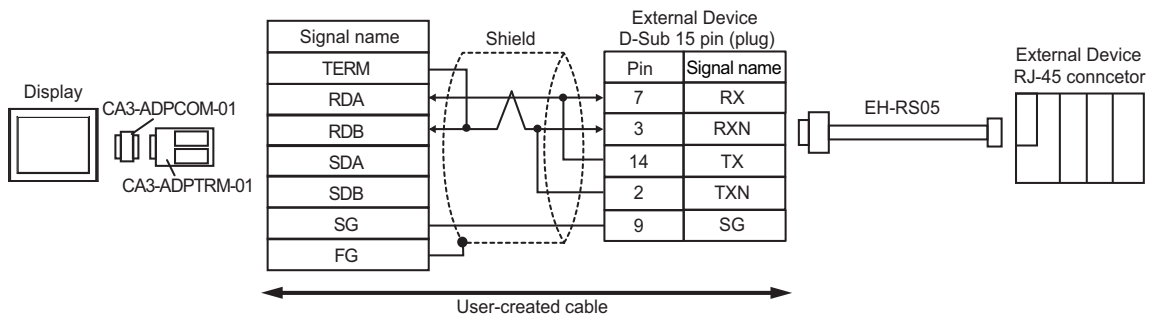 Display
CA3-ADPCOM-01
CA3-ADPTRM-01
Signal name
TERM
RDA
RDB
SDA
SDB
SG
FG
Shield
External Device
D-Sub 15 pin (plug)
Pin Signal name
7 RX
3 RXN
14 TX
2 TXN
9 SG
EH-RS05
External Device
RJ-45 conncetor
User-created cable